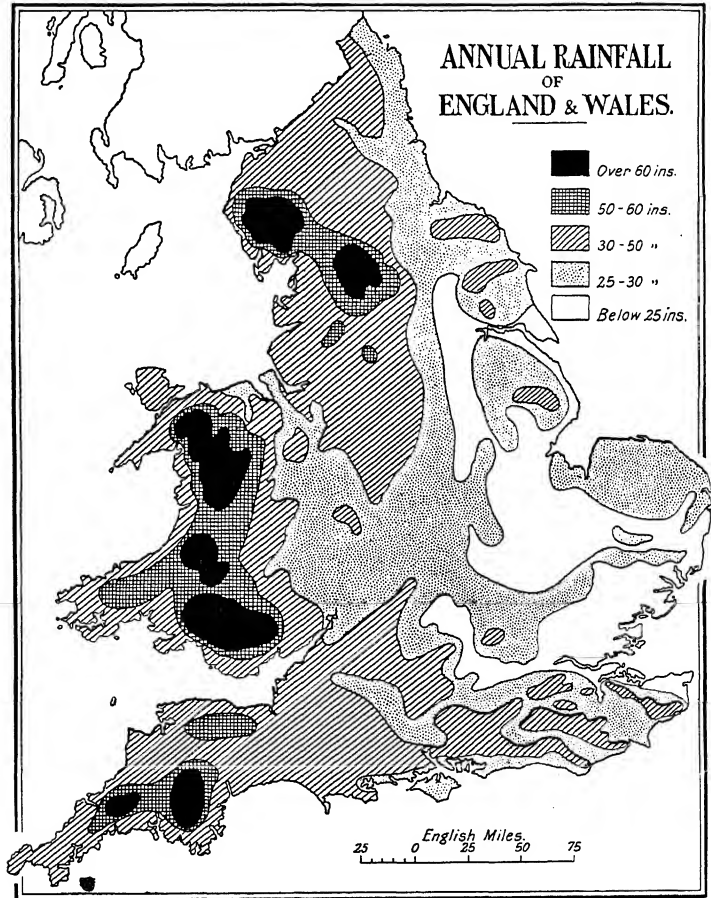 ANNUAL RAINFALL
OF
ENGLAND & WALES.
Over 60 ins.
50-60 ins.
30-50 "
25-30 "
Below 25 ins.
English Miles.
25 0 25 50 75